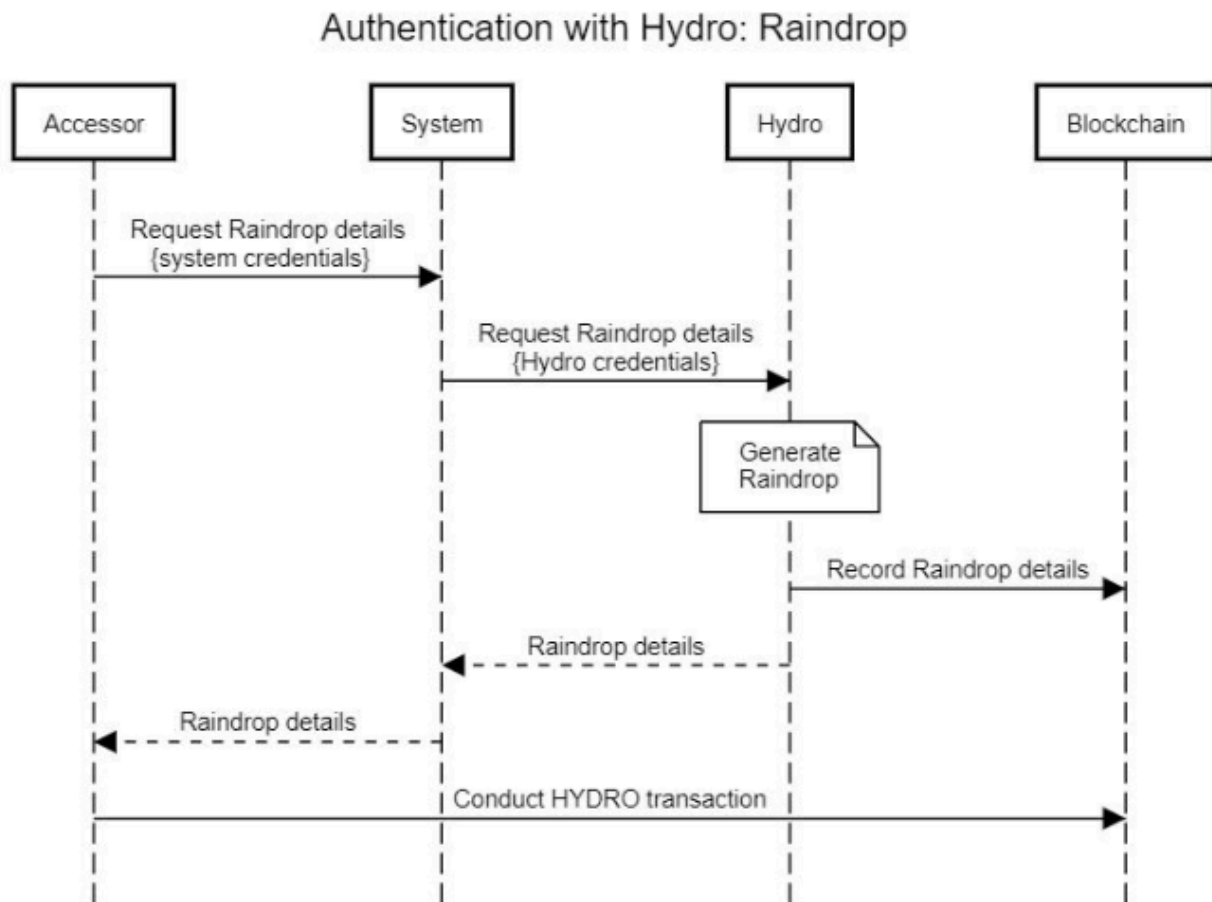 Authentication with Hydro: Raindrop
Accessor
System
Hydro
Blockchain
Request Raindrop details
{system credentials}
Request Raindrop details
{Hydro credentials}
Generate
Raindrop
Record Raindrop details
Raindrop details
Raindrop details
Conduct HYDRO transaction